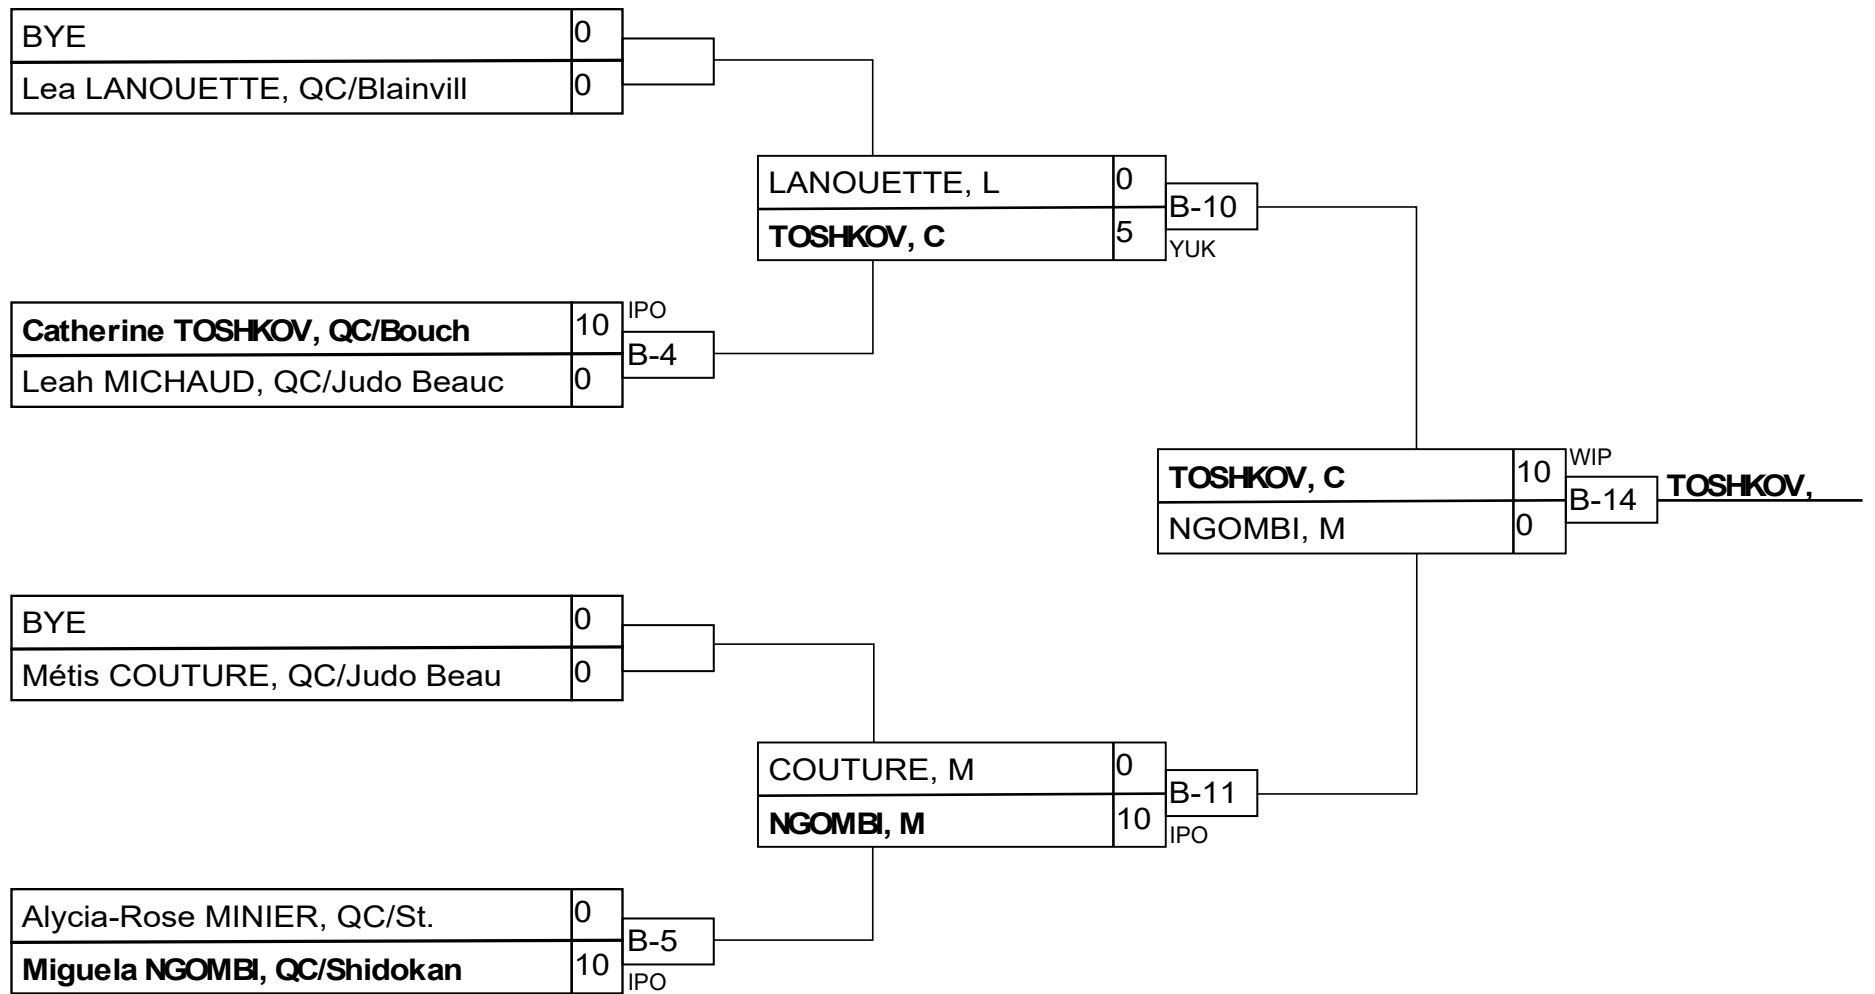 BYE 0
Lea LANOUETTE, QC/Blainvill 0
LANOUETTE, L 0
B-10
TOSHKOV, C 5
YUK
Catherine TOSHKOV, QC/Bouch 10
IPO
B-4
Leah MICHAUD, QC/Judo Beauc 0
TOSHKOV, C 10
WIP
B-14
TOSHKOV,
NGOMBI, M 0
BYE 0
Métis COUTURE, QC/Judo Beau 0
COUTURE, M 0
B-11
NGOMBI, M 10
IPO
Alycia-Rose MINIER, QC/St. 0
B-5
Miguela NGOMBI, QC/Shidokan 10
IPO